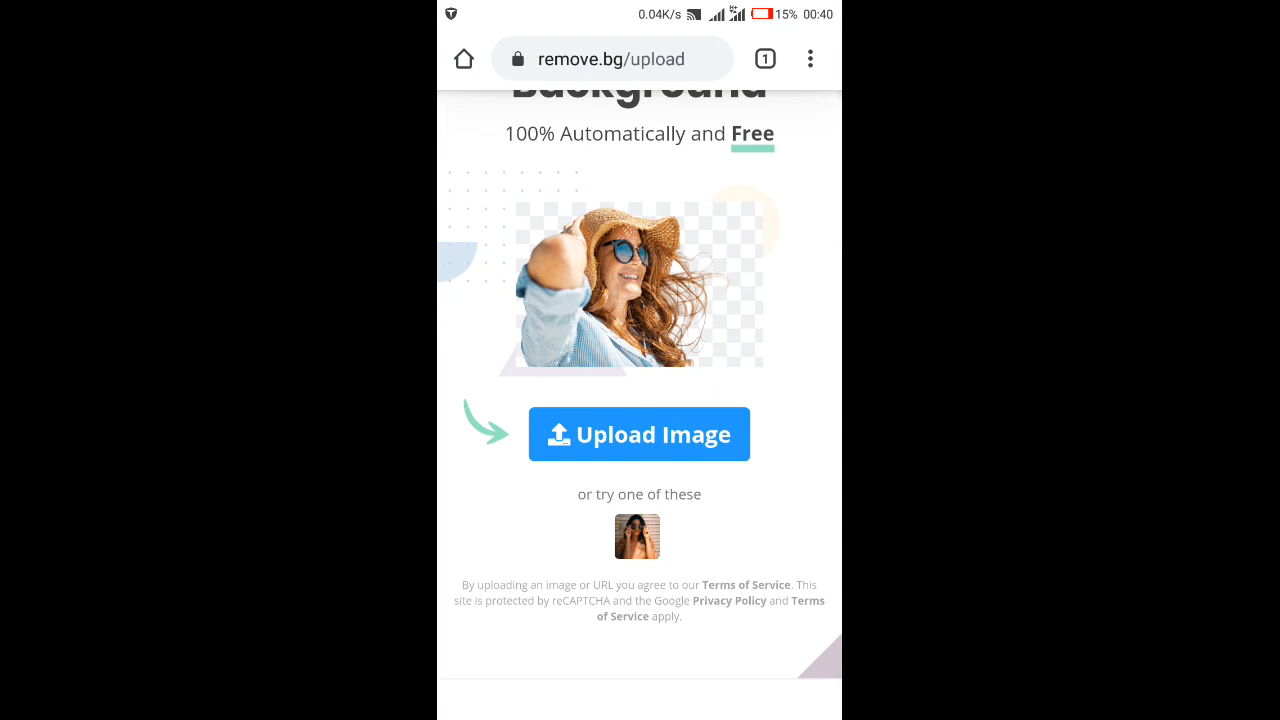 0.04K/s H+ 15% 00:40
remove.bg/upload 1
Background
100% Automatically and Free
Upload Image
or try one of these
By uploading an image or URL you agree to our Terms of Service. This
site is protected by reCAPTCHA and the Google Privacy Policy and Terms
of Service apply.